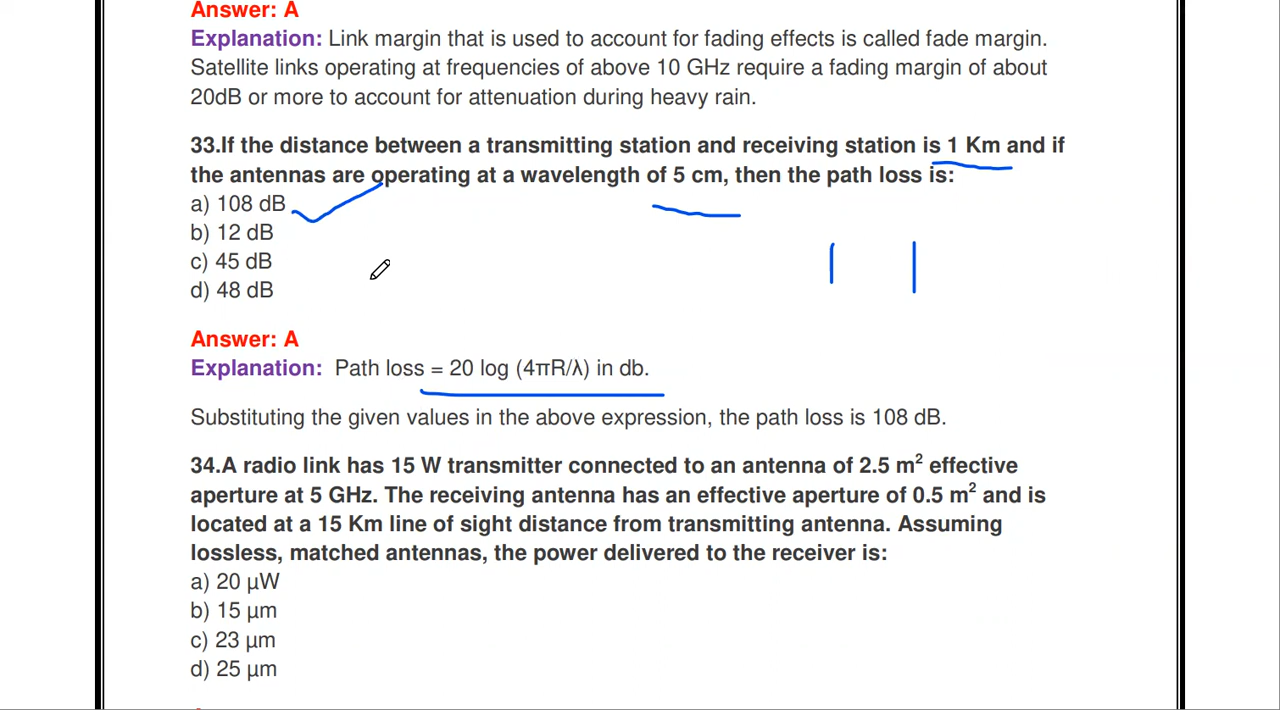 Answer: A
Explanation: Link margin that is used to account for fading effects is called fade margin.
Satellite links operating at frequencies of above 10 GHz require a fading margin of about
20dB or more to account for attenuation during heavy rain.
33.If the distance between a transmitting station and receiving station is 1 Km and if
the antennas are operating at a wavelength of 5 cm, then the path loss is:
a) 108 dB
b) 12 dB
c) 45 dB
d) 48 dB
Answer: A
Explanation: Path loss = 20 log (4πR/λ) in db.
Substituting the given values in the above expression, the path loss is 108 dB.
34.A radio link has 15 W transmitter connected to an antenna of 2.5 m² effective
aperture at 5 GHz. The receiving antenna has an effective aperture of 0.5 m² and is
located at a 15 Km line of sight distance from transmitting antenna. Assuming
lossless, matched antennas, the power delivered to the receiver is:
a) 20 μW
b) 15 μm
c) 23 μm
d) 25 μm